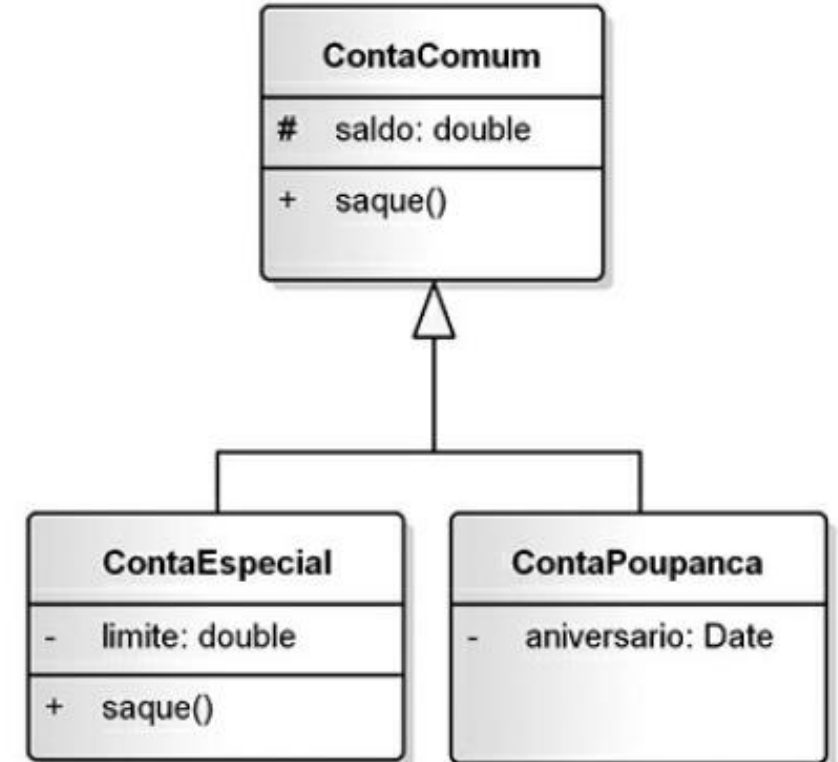 ContaComum
# saldo: double
+ saque()
ContaEspecial
- limite: double
+ saque()
ContaPoupanca
- aniversario: Date